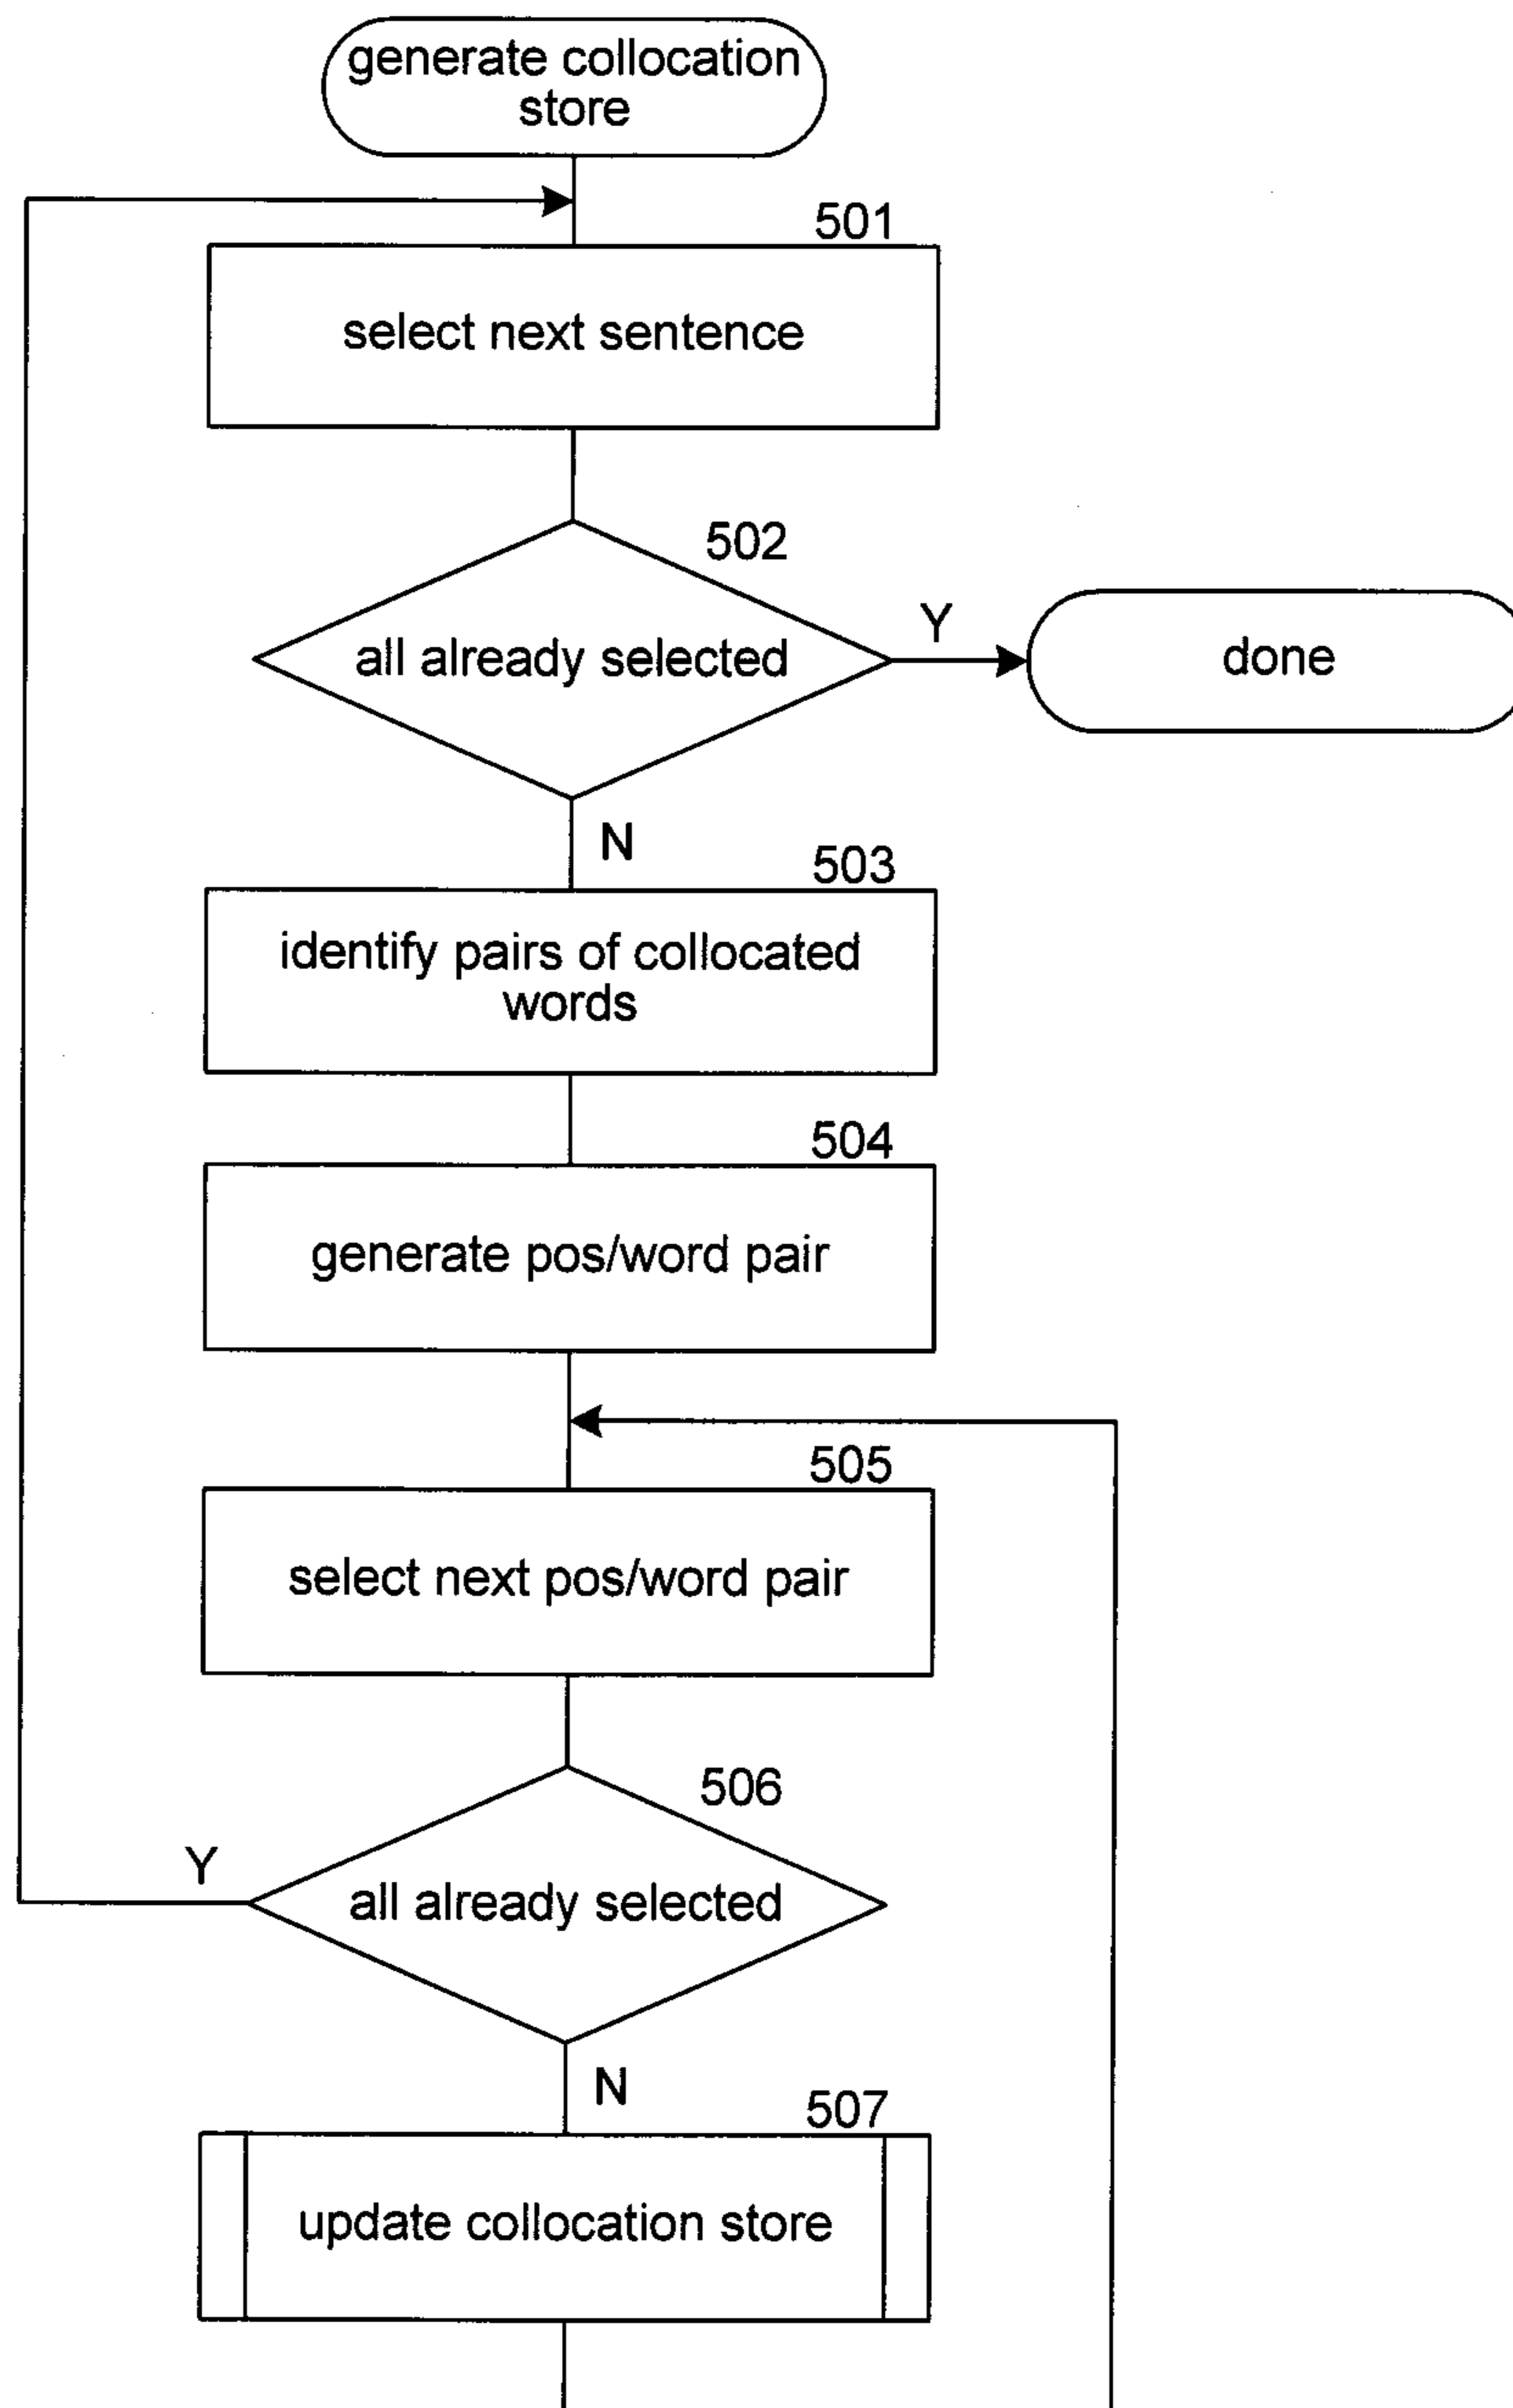 generate collocation
store
501
select next sentence
502
all already selected
Y
done
N
503
identify pairs of collocated
words
504
generate pos/word pair
505
select next pos/word pair
506
Y
all already selected
N
507
update collocation store